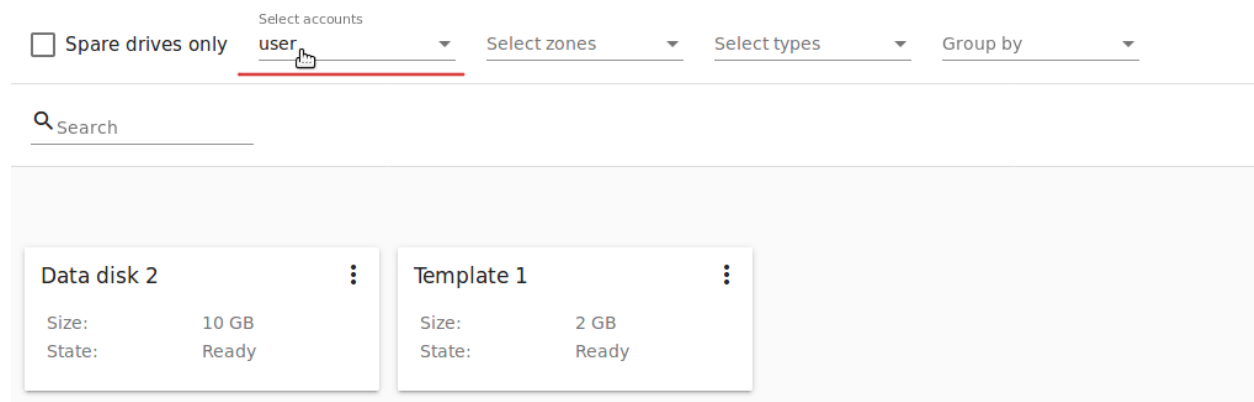 Select accounts
Spare drives only user Select zones Select types Group by
Search
Data disk 2 Template 1
Size: 10 GB Size: 2 GB
State: Ready State: Ready